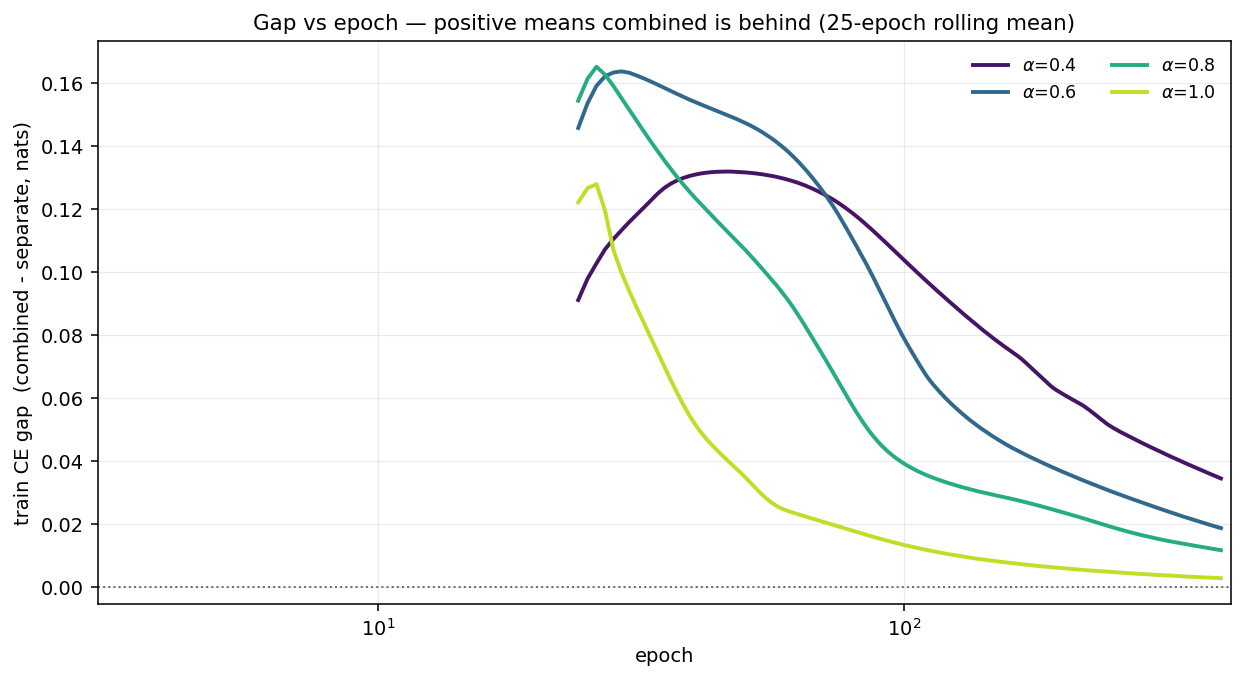 Gap vs epoch — positive means combined is behind (25-epoch rolling mean)
train CE gap  (combined - separate, nats)
0.16
0.14
0.12
0.10
0.08
0.06
0.04
0.02
0.00
α=0.4
α=0.6
α=0.8
α=1.0
10¹
10²
epoch